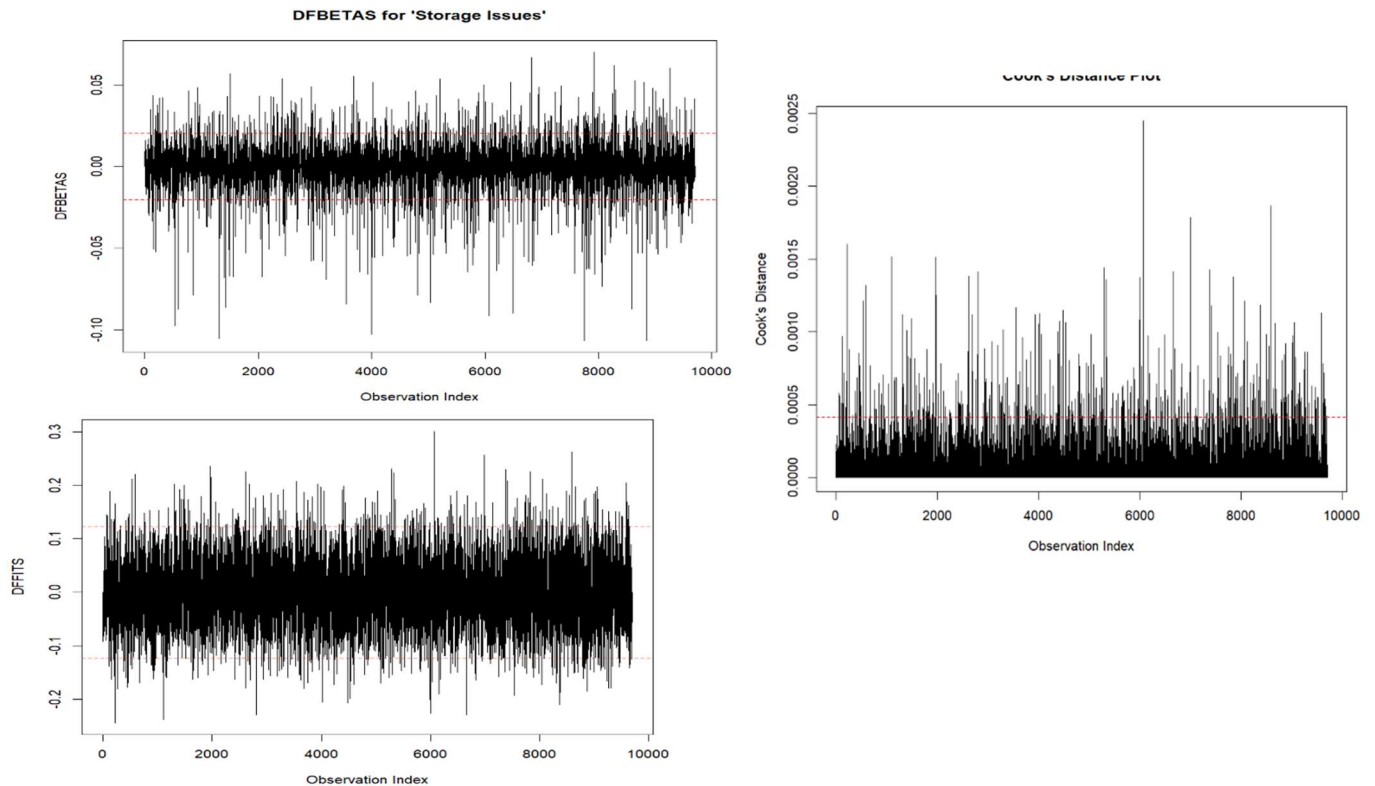 DFBETAS for 'Storage Issues'
DFBETAS
0.05
0.00
-0.05
-0.10
0 2000 4000 6000 8000 10000
Observation Index
DFFITS
0.3
0.2
0.1
0.0
-0.1
-0.2
0 2000 4000 6000 8000 10000
Observation Index
Cook's Distance Plot
Cook's Distance
0.0025
0.0020
0.0015
0.0010
0.0005
0.0000
0 2000 4000 6000 8000 10000
Observation Index